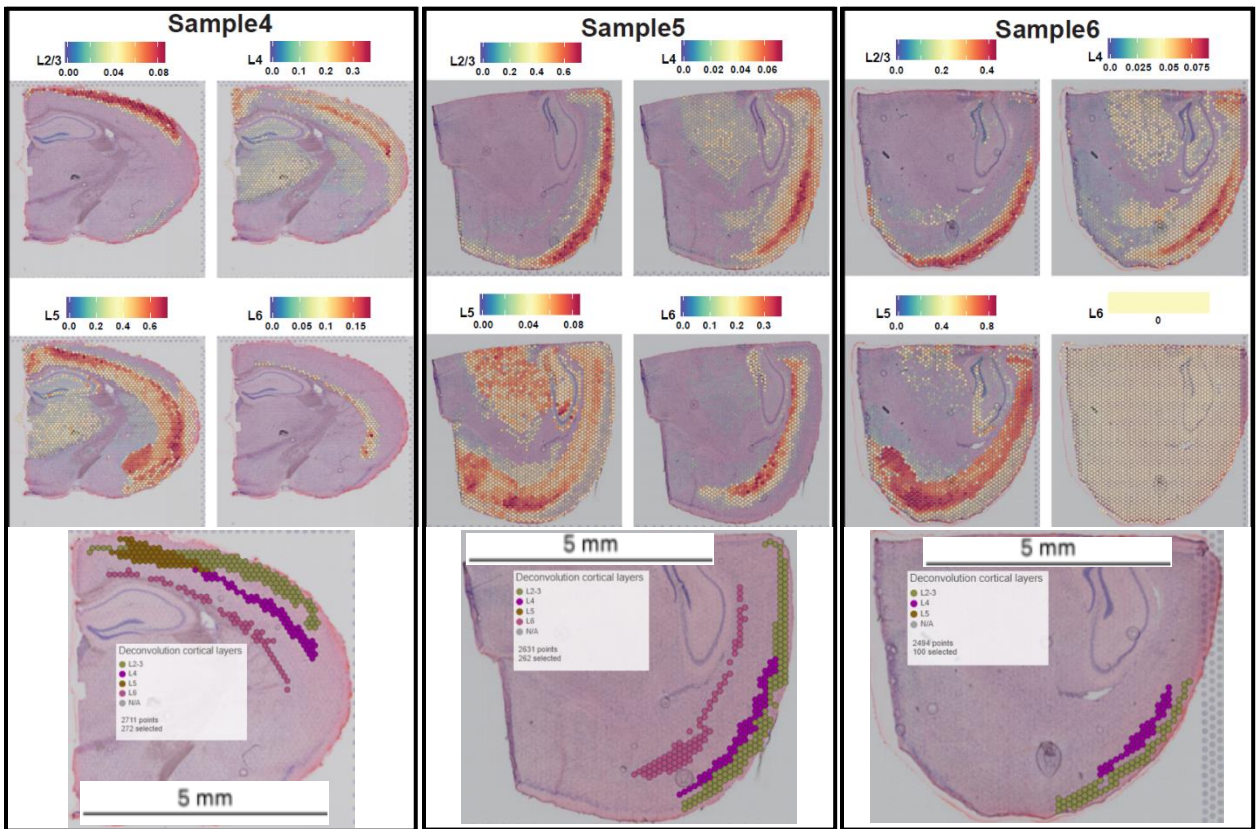 Sample4
L2/3
0.00 0.04 0.08
L4
0.0 0.1 0.2 0.3
L5
0.0 0.2 0.4 0.6
L6
0.00 0.05 0.1 0.15
Deconvolution cortical layers
L2-3
L4
L5
L6
N/A
2711 points
272 selected
5 mm
Sample5
L2/3
0.0 0.2 0.4 0.6
L4
0.00 0.02 0.04 0.06
L5
0.00 0.04 0.08
L6
0.0 0.1 0.2 0.3
5 mm
Deconvolution cortical layers
L2-3
L4
L5
L6
N/A
2631 points
262 selected
Sample6
L2/3
0.0 0.2 0.4
L4
0.0 0.025 0.05 0.075
L5
0.0 0.4 0.8
L6
0
5 mm
Deconvolution cortical layers
L2-3
L4
L5
N/A
2494 points
100 selected